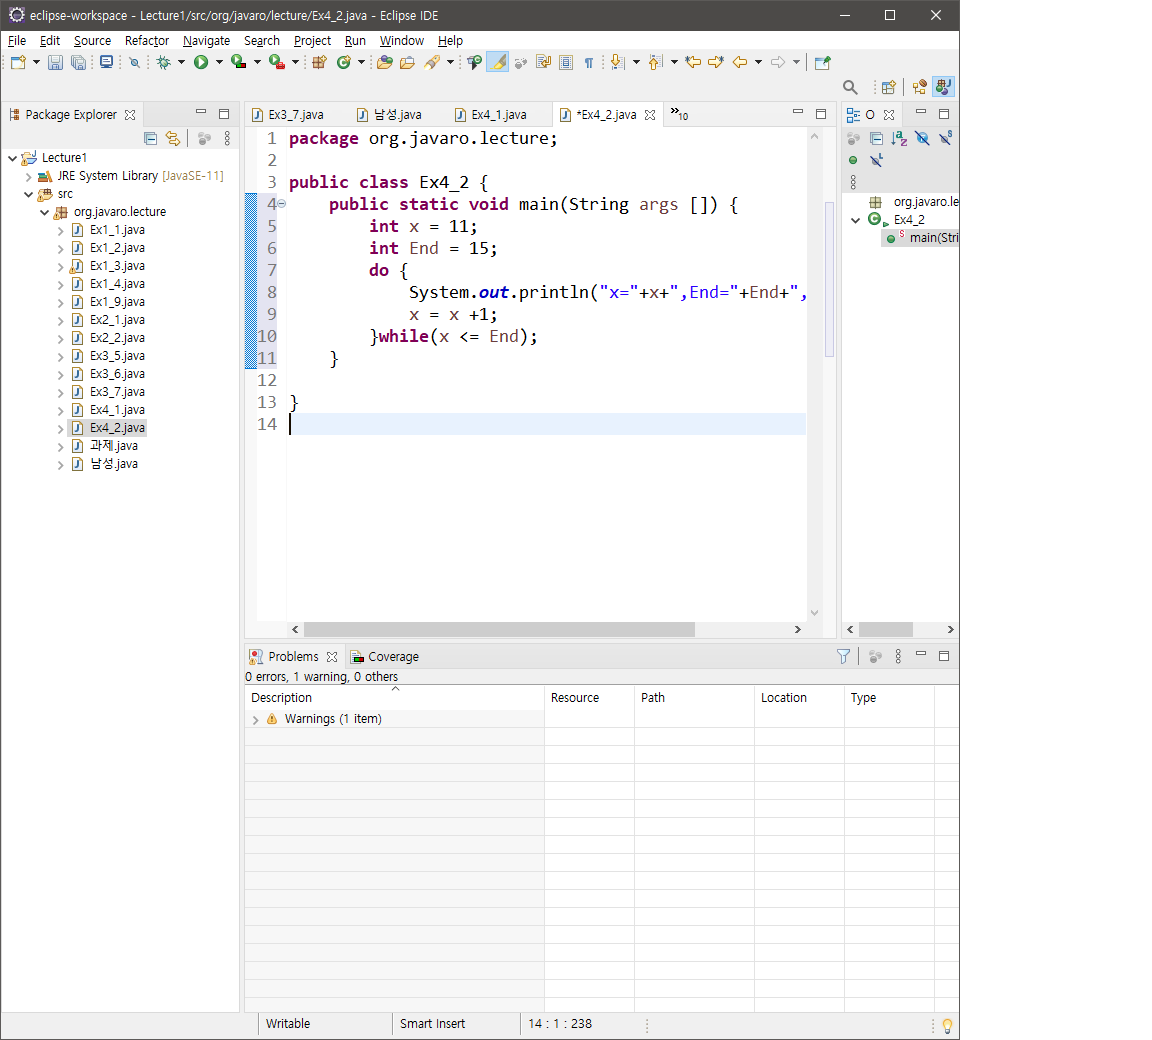 eclipse-workspace - Lecture1/src/org/javaro/lecture/Ex4_2.java - Eclipse IDE
File Edit Source Refactor Navigate Search Project Run Window Help
Package Explorer
Lecture1
JRE System Library [JavaSE-11]
src
org.javaro.lecture
Ex1_1.java
Ex1_2.java
Ex1_3.java
Ex1_4.java
Ex1_9.java
Ex2_1.java
Ex2_2.java
Ex3_5.java
Ex3_6.java
Ex3_7.java
Ex4_1.java
Ex4_2.java
과제.java
남성.java
Ex3_7.java 남성.java Ex4_1.java *Ex4_2.java »10
1 package org.javaro.lecture;
2
3 public class Ex4_2 {
4 public static void main(String args []) {
5 int x = 11;
6 int End = 15;
7 do {
8 System.out.println("x="+x+",End="+End+",
9 x = x +1;
10 }while(x <= End);
11 }
12
13 }
14
O
org.javaro.le
Ex4_2
main(Stri
Problems Coverage
0 errors, 1 warning, 0 others
Description Resource Path Location Type
Warnings (1 item)
Writable Smart Insert 14 : 1 : 238